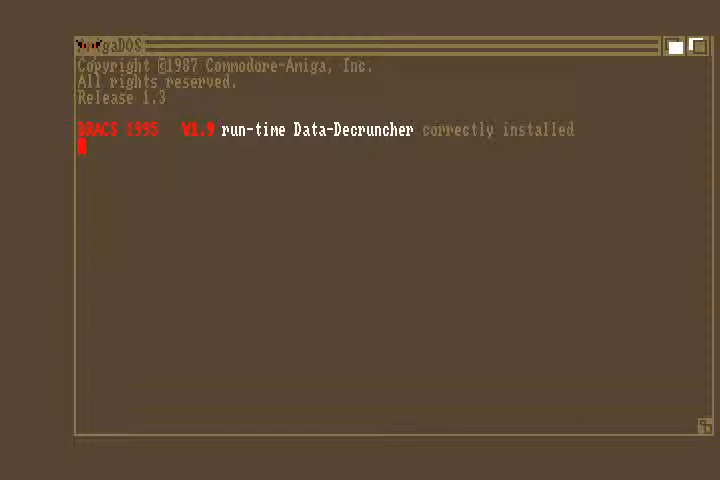 AmigaDOS
Copyright ©1987 Commodore-Amiga, Inc.
All rights reserved.
Release 1.3
BRACS 1995 V1.9 run-time Data-Decruncher correctly installed